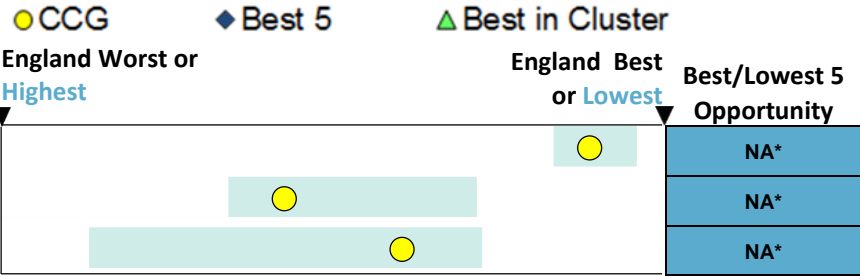 CCG Best 5 Best in Cluster
England Worst or
Highest
England Best
or Lowest
Best/Lowest 5
Opportunity
NA*
NA*
NA*